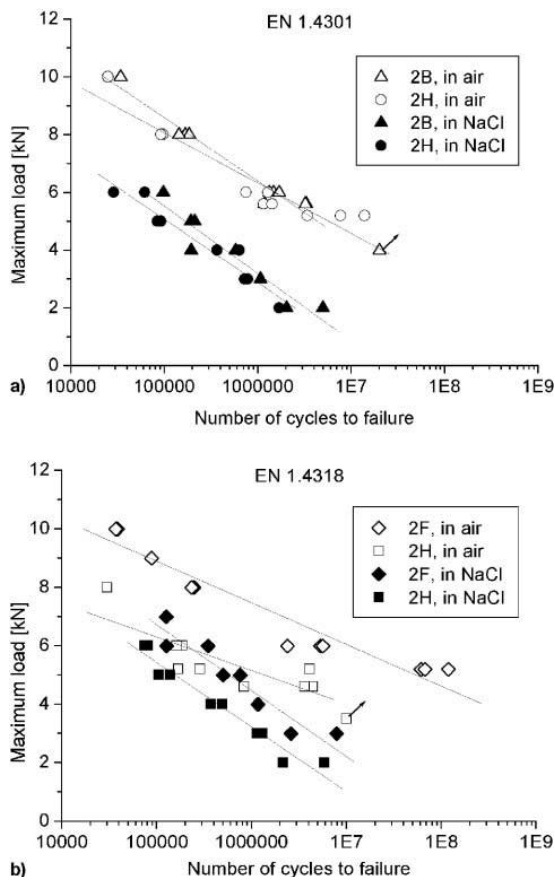 EN 1.4301
12
10
8
6
4
2
0
Maximum load [kN]
2B, in air
2H, in air
2B, in NaCl
2H, in NaCl
10000 100000 1000000 1E7 1E8 1E9
a)
Number of cycles to failure
EN 1.4318
12
10
8
6
4
2
0
Maximum load [kN]
2F, in air
2H, in air
2F, in NaCl
2H, in NaCl
10000 100000 1000000 1E7 1E8 1E9
b)
Number of cycles to failure